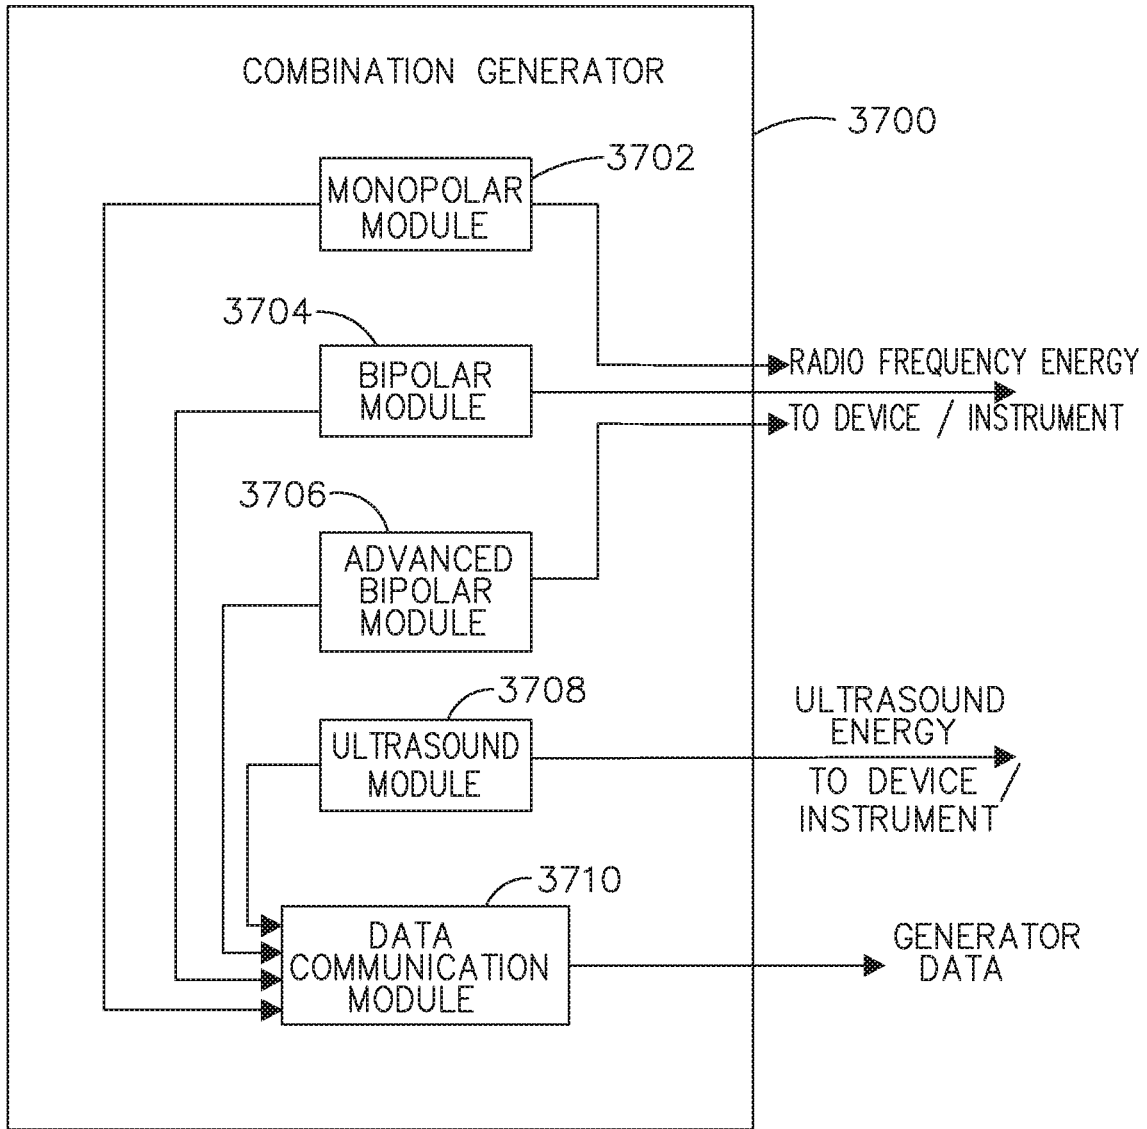 COMBINATION GENERATOR
3700
3702
MONOPOLAR
MODULE
3704
BIPOLAR
MODULE
RADIO FREQUENCY ENERGY
TO DEVICE / INSTRUMENT
3706
ADVANCED
BIPOLAR
MODULE
3708
ULTRASOUND
MODULE
ULTRASOUND
ENERGY
TO DEVICE /
INSTRUMENT
3710
DATA
COMMUNICATION
MODULE
GENERATOR
DATA